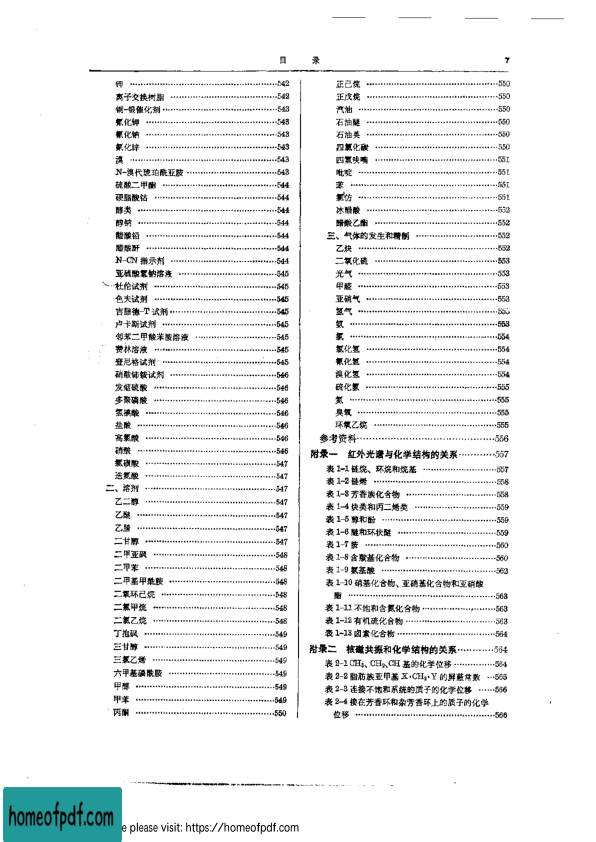 目 录 7
钾 542
离子交换树脂 542
铜-银催化剂 543
氰化钾 543
氰化钠 543
氰化锌 543
溴 543
N-溴代琥珀酰亚胺 543
硫酸二甲酯 544
硬脂酸钴 544
醇类 544
醇钠 544
醋酸铅 544
醋酸酐 544
N-CN 指示剂 544
亚硫酸氢钠溶液 545
杜伦试剂 545
色夫试剂 545
吉腊德-T 试剂 545
卢卡斯试剂 545
邻苯二甲酸苯胺溶液 545
费林溶液 545
登尼格试剂 545
硝酸铈铵试剂 546
发烟硫酸 546
多聚磷酸 546
氢碘酸 546
盐酸 546
高氯酸 546
硝酸 546
氯磺酸 547
迭氮酸 547
二、溶剂 547
乙二醇 547
乙醚 547
乙腈 547
二甘醇 547
二甲亚砜 548
二甲苯 548
二甲基甲酰胺 548
二氧环己烷 548
二氯甲烷 548
二氯乙烷 548
丁抱砜 549
三甘醇 549
三氯乙烯 549
六甲基磷酰胺 549
甲醇 549
甲苯 549
丙酮 550
正己烷 550
正戊烷 550
汽油 550
石油醚 550
石油英 550
四氯化碳 550
四氢呋喃 551
吡啶 551
苯 551
氯仿 551
冰醋酸 552
醋酸乙酯 552
三、气体的发生和精制 552
乙炔 552
二氧化硫 553
光气 553
甲醛 553
亚硝气 553
氢气
氨 553
氯 554
氯化氢 554
氰化氢 554
溴化氢 554
硫化氢 555
氮 555
臭氧 555
环氧乙烷 555
参考资料 556
附录一 红外光谱与化学结构的关系 557
表 1-1 链烷、环烷和烷基 557
表 1-2 链烯 558
表 1-3 芳香族化合物 558
表 1-4 炔类和丙二烯类 559
表 1-5 醇和酚 559
表 1-6 醚和环状醚 559
表 1-7 胺 560
表 1-8 含羰基化合物 560
表 1-9 氨基酸 562
表 1-10 硝基化合物、亚硝基化合物和亚硝酸
酯 563
表 1-11 不饱和含氮化合物 563
表 1-12 有机硫化合物 563
表 1-13 卤素化合物 564
附录二 核磁共振和化学结构的关系 564
表 2-1 CH₃、CH₂、CH 基的化学位移 564
表 2-2 脂肪族亚甲基 X·CH₂·Y 的屏蔽常数 565
表 2-3 连接不饱和系统的质子的化学位移 565
表 2-4 接在芳香环和杂芳香环上的质子的化学
位移 566
homeofpdf.com
e please visit: https://homeofpdf.com